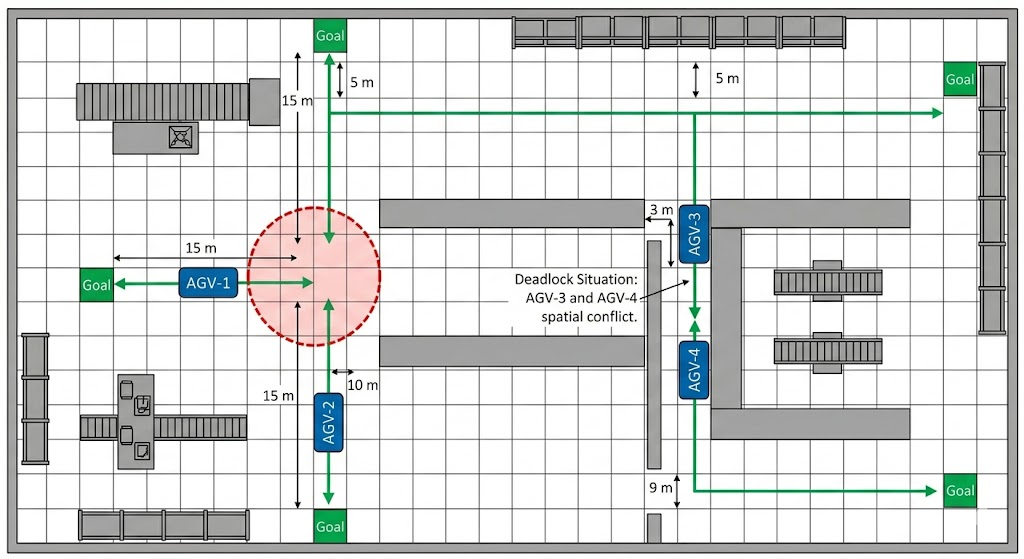 Goal
5 m
5 m
Goal
15 m
3 m
AGV-3
15 m
Goal
AGV-1
Deadlock Situation:
AGV-3 and AGV-4
spatial conflict.
AGV-4
10 m
15 m
AGV-2
9 m
Goal
Goal